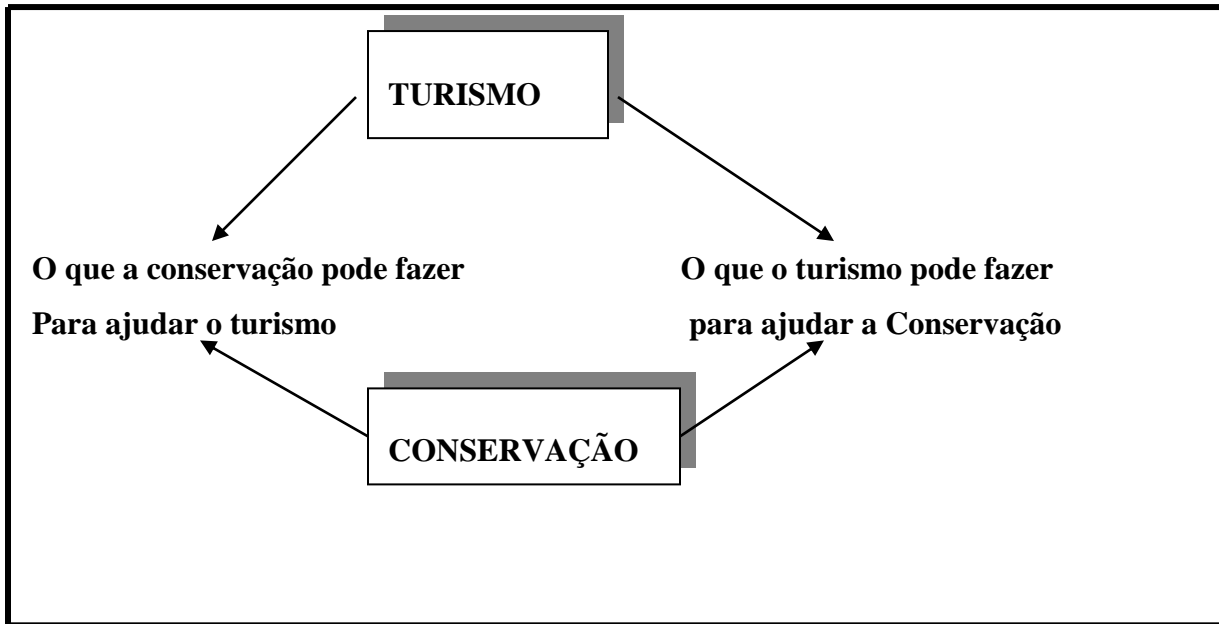 TURISMO
O que a conservação pode fazer
Para ajudar o turismo
O que o turismo pode fazer
para ajudar a Conservação
CONSERVAÇÃO